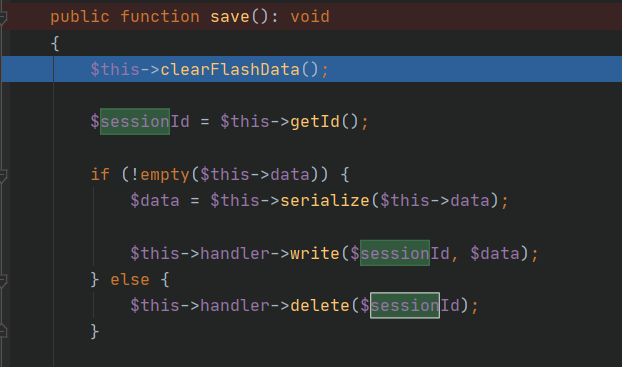 public function save(): void
{
$this->clearFlashData();
$sessionId = $this->getId();
if (!empty($this->data)) {
$data = $this->serialize($this->data);
$this->handler->write($sessionId, $data);
} else {
$this->handler->delete($sessionId);
}